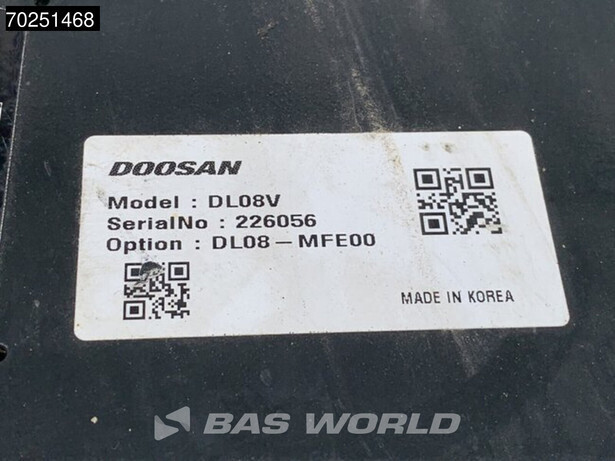 70251468
DOOSAN
Model : DL08V
SerialNo : 226056
Option : DL08-MFE00
MADE IN KOREA
BAS WORLD